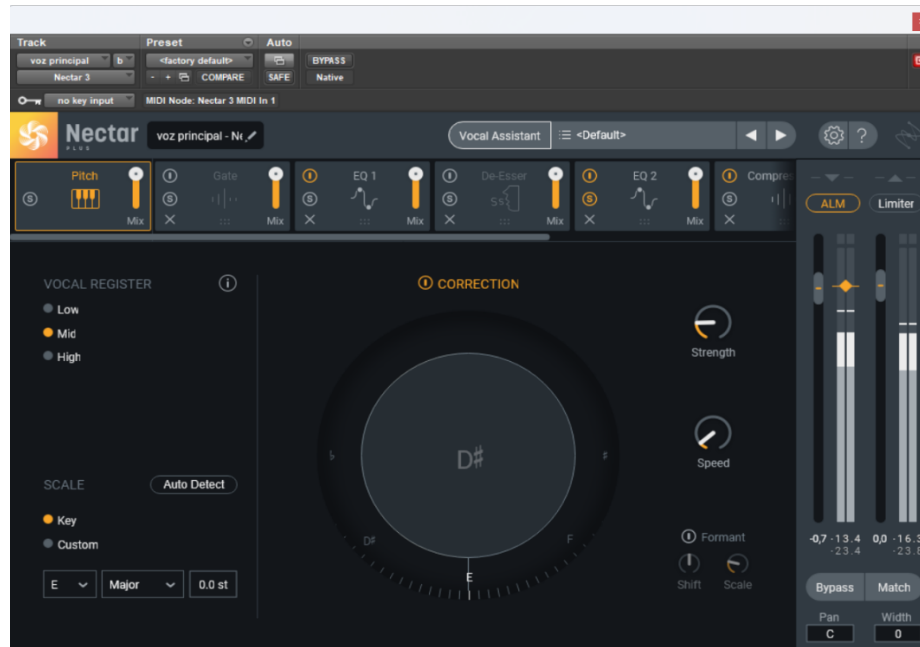 Track Preset Auto
voz principal b <factory default> BYPASS
Nectar 3 - + COMPARE SAFE Native
no key input MIDI Node: Nectar 3 MIDI In 1
Nectar voz principal - Ne Vocal Assistant <Default> ?
PLUS
Pitch Gate EQ 1 De-Esser EQ 2 Compres
S S S S S S
Mix Mix Mix Mix Mix
ALM Limiter
VOCAL REGISTER i CORRECTION
Low
Mid
High
Strength
D♯
♭ ♯
Speed
SCALE Auto Detect
Key
Custom
D♯ E F
Formant
Shift Scale
E Major 0.0 st
-0,7 -13.4 0,0 -16.3
-23.4 -23.8
Bypass Match
Pan Width
C 0